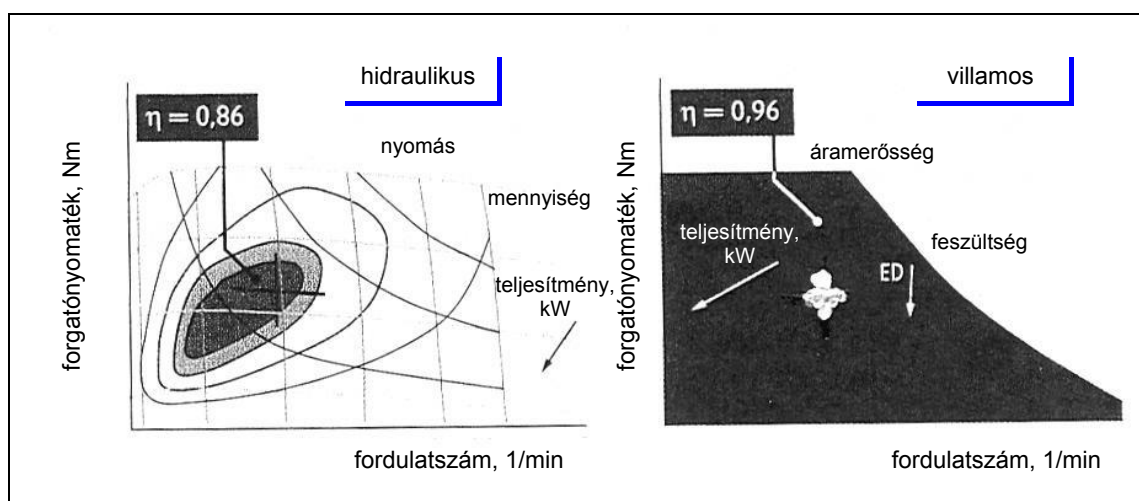 hidraulikus
η = 0,86
nyomás
mennyiség
teljesítmény,
kW
forgatónyomaték, Nm
fordulatszám, 1/min
villamos
η = 0,96
áramerősség
teljesítmény,
kW
feszültség
ED
forgatónyomaték, Nm
fordulatszám, 1/min